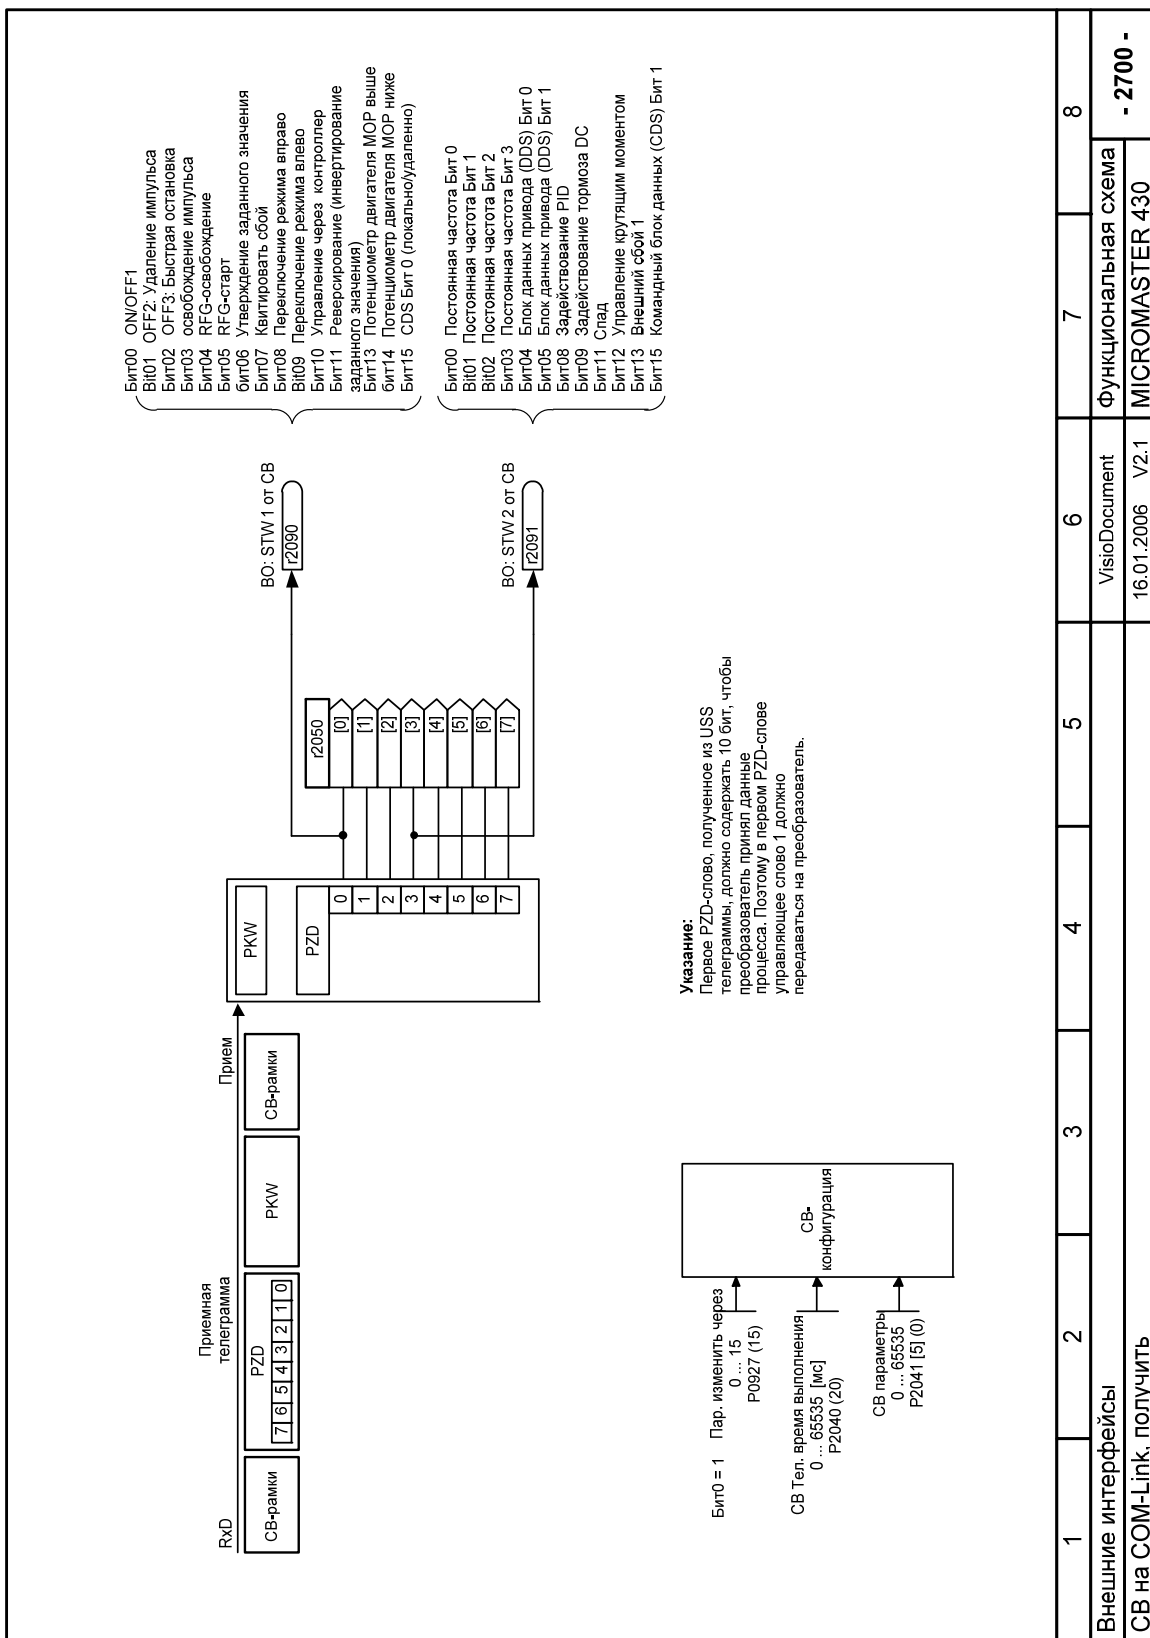 RxD
Приемная
телеграмма
Прием
CB-рамки
PZD
7 6 5 4 3 2 1 0
PKW
CB-рамки
PKW
PZD
0
1
2
3
4
5
6
7
r2050
[0]
[1]
[2]
[3]
[4]
[5]
[6]
[7]
BO: STW 1 от CB
r2090
BO: STW 2 от CB
r2091
Бит00 ON/OFF1
Bit01 OFF2: Удаление импульса
Бит02 OFF3: Быстрая остановка
Бит03 освобождение импульса
Бит04 RFG-освобождение
Бит05 RFG-старт
бит06 Утверждение заданного значения
Бит07 Квитировать сбой
Бит08 Переключение режима вправо
Bit09 Переключение режима влево
Бит10 Управление через контроллер
Бит11 Реверсирование (инвертирование
заданного значения)
Бит13 Потенциометр двигателя MOP выше
бит14 Потенциометр двигателя MOP ниже
Бит15 CDS Бит 0 (локально/удаленно)
Бит00 Постоянная частота Бит 0
Bit01 Постоянная частота Бит 1
Bit02 Постоянная частота Бит 2
Бит03 Постоянная частота Бит 3
Бит04 Блок данных привода (DDS) Бит 0
Бит05 Блок данных привода (DDS) Бит 1
Бит08 Задействование PID
Бит09 Задействование тормоза DC
Бит11 Спад
Бит12 Управление крутящим моментом
Бит13 Внешний сбой 1
Бит15 Командный блок данных (CDS) Бит 1
Бит0 = 1 Пар. изменить через
0 ... 15
P0927 (15)
CB Тел. время выполнения
0 ... 65535 [мс]
P2040 (20)
CB параметры
0 ... 65535
P2041 [5] (0)
CB-
конфигурация
Указание:
Первое PZD-слово, полученное из USS
телеграммы, должно содержать 10 бит, чтобы
преобразователь принял данные
процесса. Поэтому в первом PZD-слове
управляющее слово 1 должно
передаваться на преобразователь.
1 2 3 4 5 6 7 8
Внешние интерфейсы
VisioDocument
Функциональная схема
- 2700 -
CB на COM-Link, получить
16.01.2006 V2.1
MICROMASTER 430